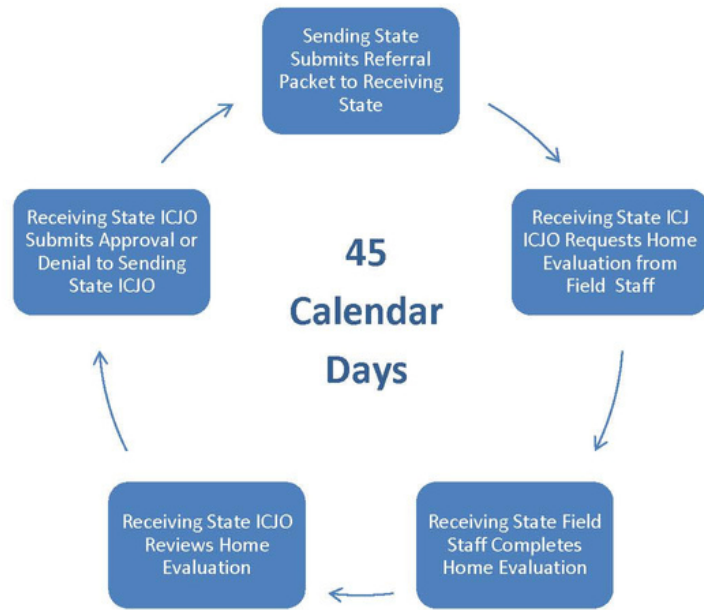 Sending State
Submits Referral
Packet to Receiving
State
Receiving State ICJ
ICJO Requests Home
Evaluation from
Field Staff
Receiving State Field
Staff Completes
Home Evaluation
Receiving State ICJO
Reviews Home
Evaluation
Receiving State ICJO
Submits Approval or
Denial to Sending
State ICJO
45
Calendar
Days